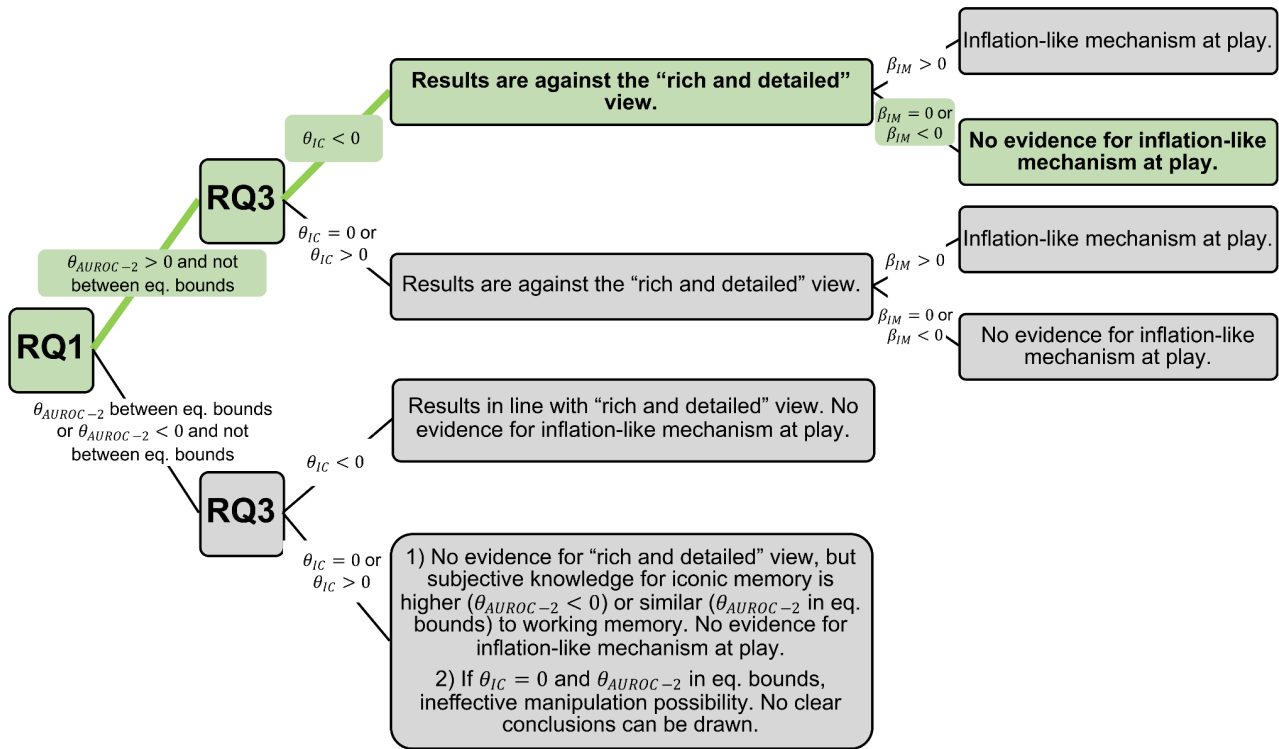 RQ1
θ_AUROC−2 > 0 and not
between eq. bounds
RQ3
θ_IC < 0
Results are against the “rich and detailed”
view.
β_IM > 0
Inflation-like mechanism at play.
β_IM = 0 or
β_IM < 0
No evidence for inflation-like
mechanism at play.
θ_IC = 0 or
θ_IC > 0
Results are against the “rich and detailed” view.
β_IM > 0
Inflation-like mechanism at play.
β_IM = 0 or
β_IM < 0
No evidence for inflation-like
mechanism at play.
θ_AUROC−2 between eq. bounds
or θ_AUROC−2 < 0 and not
between eq. bounds
RQ3
θ_IC < 0
Results in line with “rich and detailed” view. No
evidence for inflation-like mechanism at play.
θ_IC = 0 or
θ_IC > 0
1) No evidence for “rich and detailed” view, but
subjective knowledge for iconic memory is
higher (θ_AUROC−2 < 0) or similar (θ_AUROC−2 in eq.
bounds) to working memory. No evidence for
inflation-like mechanism at play.
2) If θ_IC = 0 and θ_AUROC−2 in eq. bounds,
ineffective manipulation possibility. No clear
conclusions can be drawn.